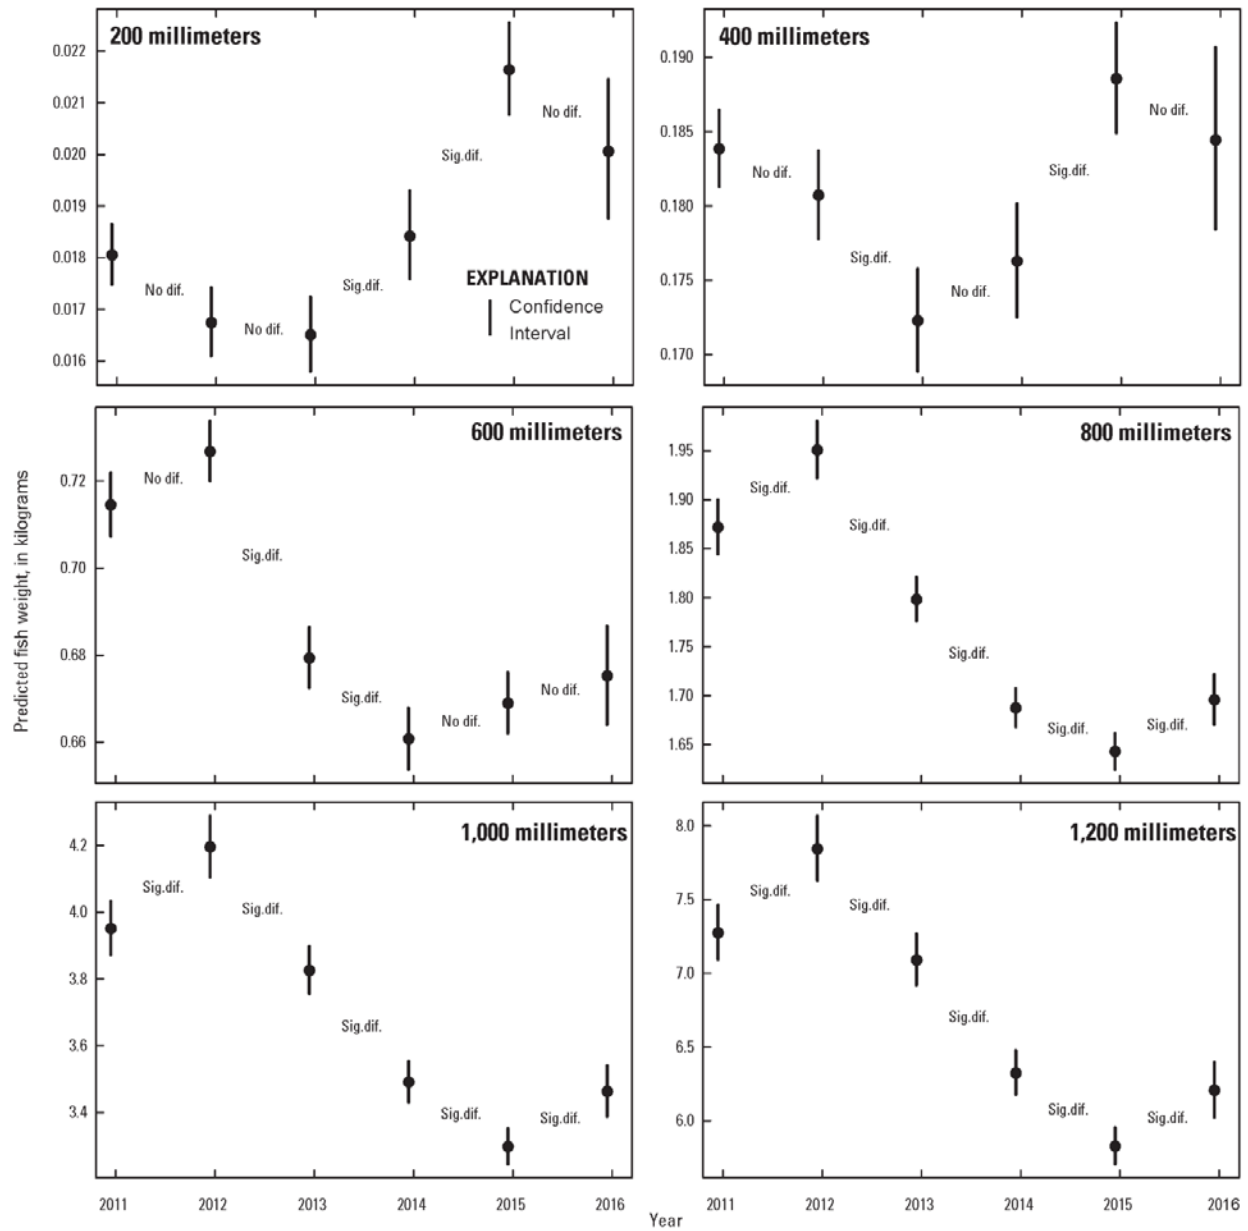 200 millimeters
0.022
0.021
0.020
0.019
0.018
0.017
0.016
No dif.
No dif.
Sig.dif.
Sig.dif.
No dif.
EXPLANATION
Confidence
Interval
400 millimeters
0.190
0.185
0.180
0.175
0.170
No dif.
Sig.dif.
No dif.
Sig.dif.
No dif.
Predicted fish weight, in kilograms
600 millimeters
0.72
0.70
0.68
0.66
No dif.
Sig.dif.
Sig.dif.
No dif.
No dif.
800 millimeters
1.95
1.90
1.85
1.80
1.75
1.70
1.65
Sig.dif.
Sig.dif.
Sig.dif.
Sig.dif.
Sig.dif.
1,000 millimeters
4.2
4.0
3.8
3.6
3.4
Sig.dif.
Sig.dif.
Sig.dif.
Sig.dif.
Sig.dif.
2011 2012 2013 2014 2015 2016
1,200 millimeters
8.0
7.5
7.0
6.5
6.0
Sig.dif.
Sig.dif.
Sig.dif.
Sig.dif.
Sig.dif.
2011 2012 2013 2014 2015 2016
Year